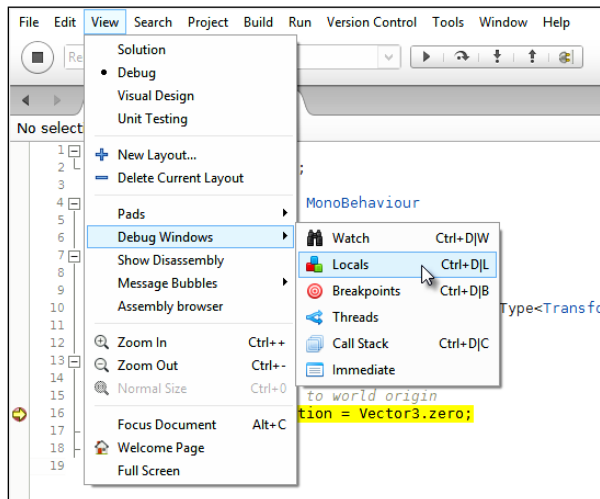 File Edit View Search Project Build Run Version Control Tools Window Help
Re
Solution
Debug
Visual Design
Unit Testing
No select
New Layout...
Delete Current Layout
Pads
Debug Windows
Show Disassembly
Message Bubbles
Assembly browser
Zoom In Ctrl++
Zoom Out Ctrl+-
Normal Size Ctrl+0
Focus Document Alt+C
Welcome Page
Full Screen
Watch Ctrl+D|W
Locals Ctrl+D|L
Breakpoints Ctrl+D|B
Threads
Call Stack Ctrl+D|C
Immediate
1
2 ;
3
4 MonoBehaviour
5
6
7
8
9
10 Type<Transfo
11
12
13
14
15 to world origin
16 tion = Vector3.zero;
17
18
19